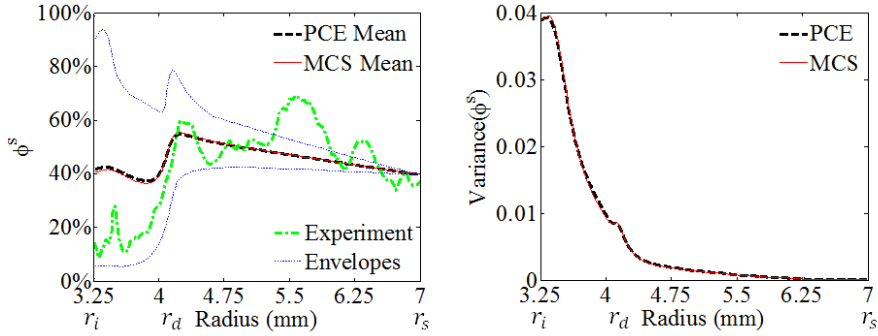 100%
80%
60%
40%
20%
0%
ϕˢ
PCE Mean
MCS Mean
Experiment
Envelopes
3.25 4 4.75 5.5 6.25 7
rᵢ r_d Radius (mm) rₛ
0.04
0.03
0.02
0.01
0
Variance(ϕˢ)
PCE
MCS
3.25 4 4.75 5.5 6.25 7
rᵢ r_d Radius (mm) rₛ